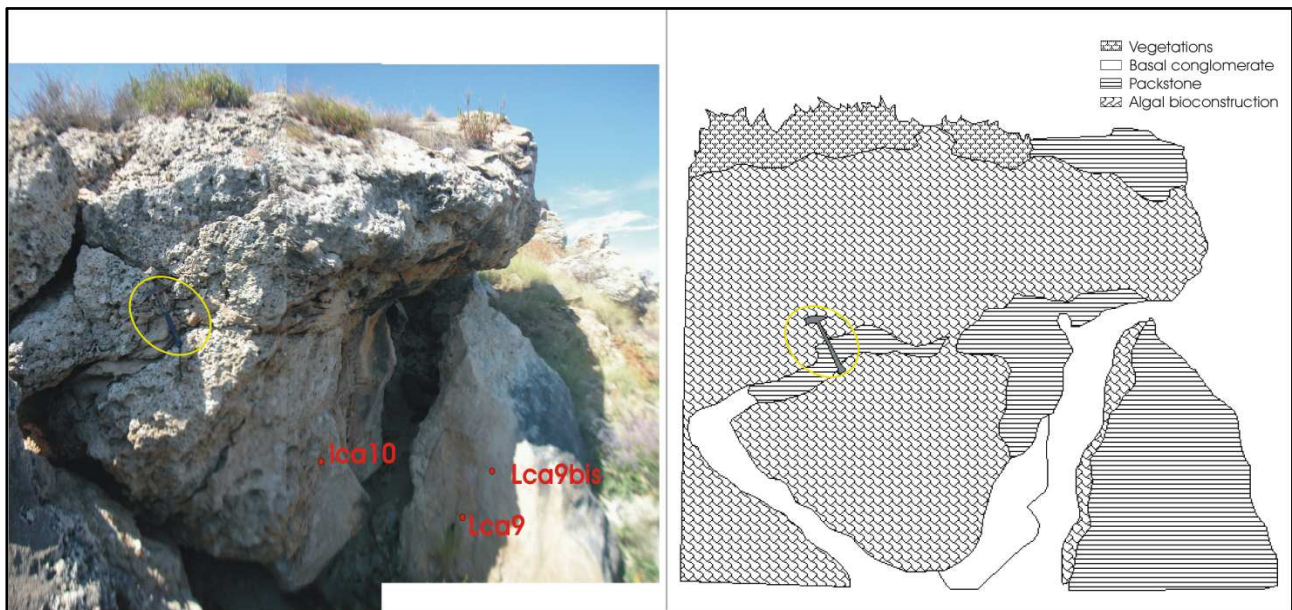 lca10
Lca9bis
Lca9
Vegetations
Basal conglomerate
Packstone
Algal bioconstruction